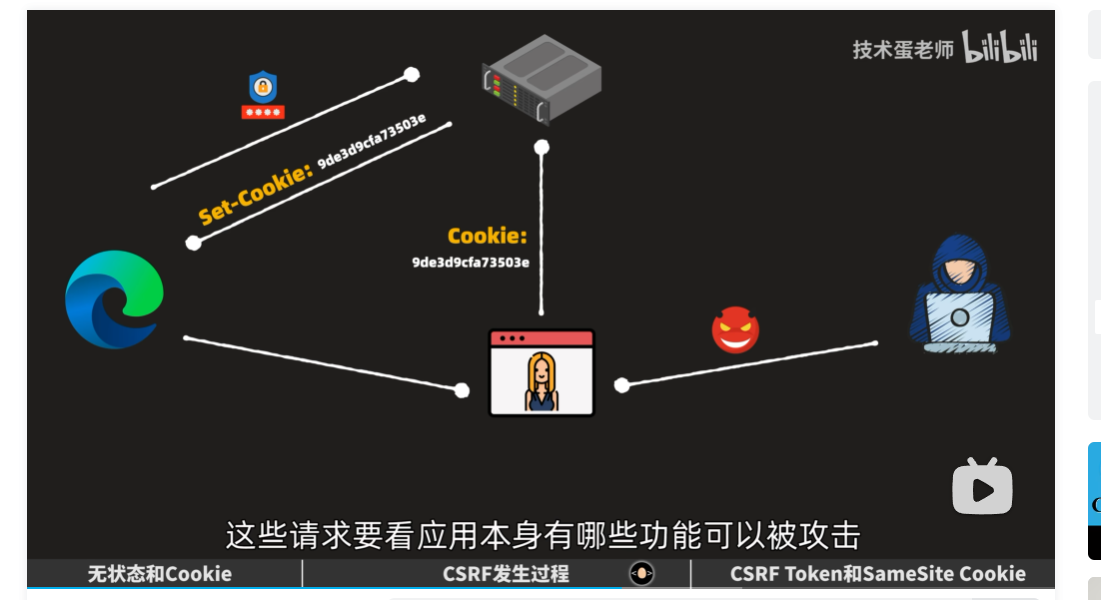 技术蛋老师 bilibili
Set-Cookie: 9de3d9cfa73503e
Cookie:
9de3d9cfa73503e
这些请求要看应用本身有哪些功能可以被攻击
无状态和Cookie
CSRF发生过程
CSRF Token和SameSite Cookie